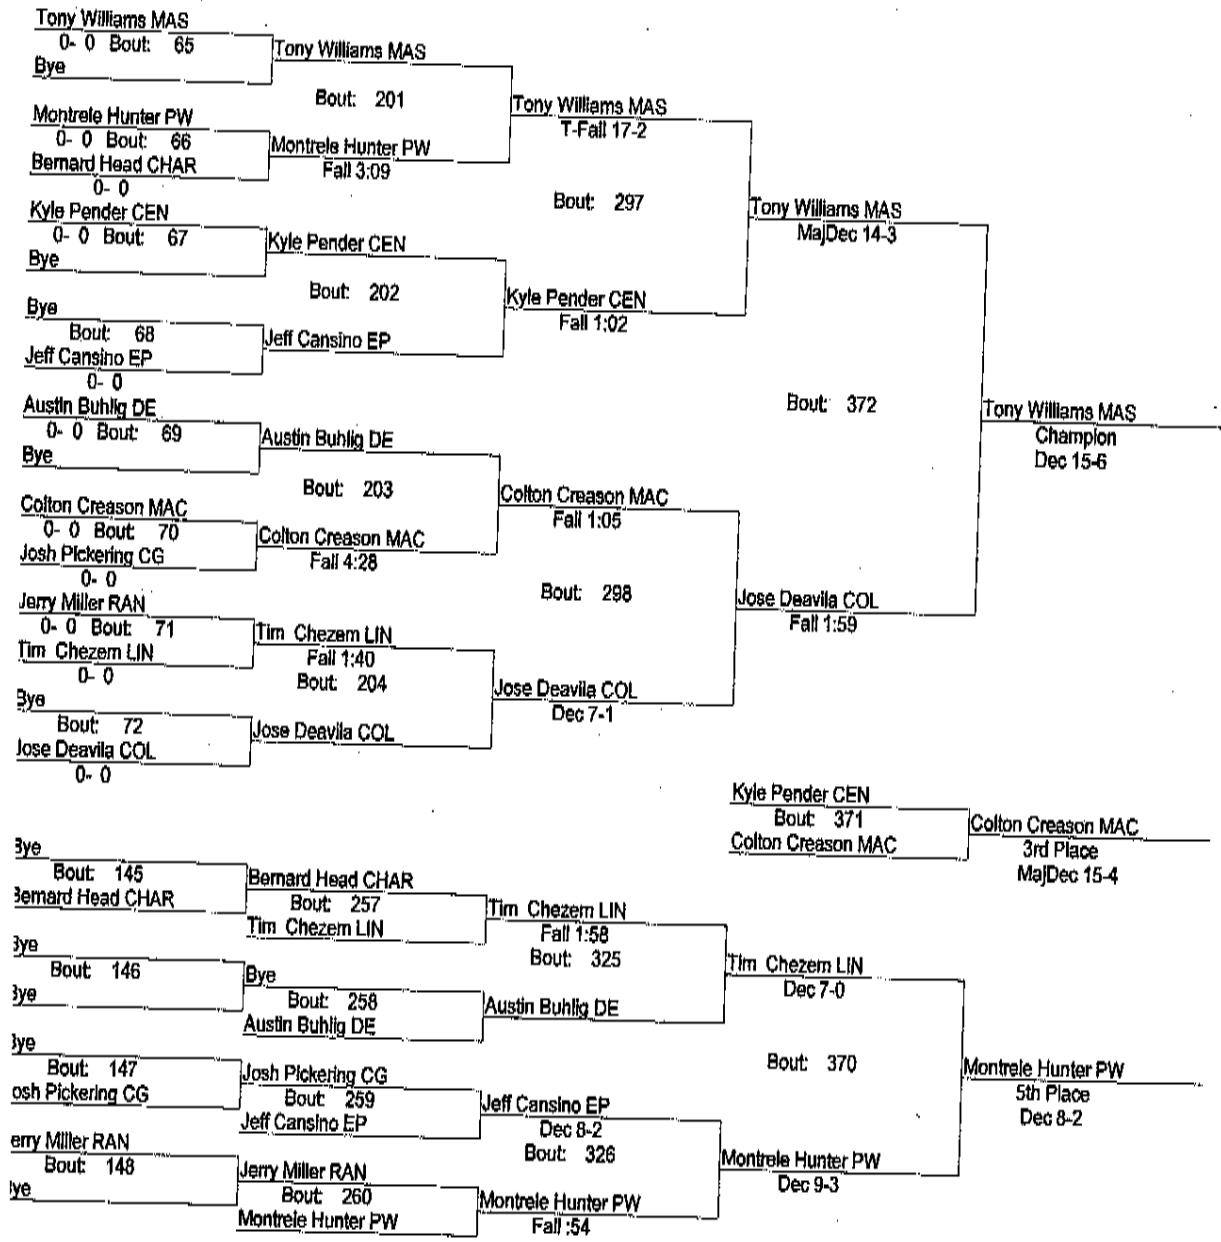 Tony Williams MAS
0- 0 Bout: 65
Bye
Tony Williams MAS
Bout: 201
Montrele Hunter PW
0- 0 Bout: 66
Bernard Head CHAR
0- 0
Montrele Hunter PW
Fall 3:09
Tony Williams MAS
T-Fall 17-2
Kyle Pender CEN
0- 0 Bout: 67
Bye
Kyle Pender CEN
Bout: 202
Bye
Bout: 68
Jeff Cansino EP
0- 0
Jeff Cansino EP
Kyle Pender CEN
Fall 1:02
Bout: 297
Tony Williams MAS
MajDec 14-3
Austin Buhlig DE
0- 0 Bout: 69
Bye
Austin Buhlig DE
Bout: 203
Colton Creason MAC
0- 0 Bout: 70
Josh Pickering CG
0- 0
Colton Creason MAC
Fall 4:28
Colton Creason MAC
Fall 1:05
Jerry Miller RAN
0- 0 Bout: 71
Tim Chezem LIN
0- 0
Tim Chezem LIN
Fall 1:40
Bout: 204
Bye
Bout: 72
Jose Deavila COL
0- 0
Jose Deavila COL
Jose Deavila COL
Dec 7-1
Bout: 298
Jose Deavila COL
Fall 1:59
Bout: 372
Tony Williams MAS
Champion
Dec 15-6
Kyle Pender CEN
Bout: 371
Colton Creason MAC
Colton Creason MAC
3rd Place
MajDec 15-4
Bye
Bout: 145
Bernard Head CHAR
Bernard Head CHAR
Bout: 257
Tim Chezem LIN
Tim Chezem LIN
Fall 1:58
Bout: 325
Bye
Bout: 146
Bye
Bye
Bout: 258
Austin Buhlig DE
Austin Buhlig DE
Tim Chezem LIN
Dec 7-0
Bye
Bout: 147
osh Pickering CG
Josh Pickering CG
Bout: 259
Jeff Cansino EP
Jeff Cansino EP
Dec 8-2
Bout: 326
erry Miller RAN
Bout: 148
Bye
Jerry Miller RAN
Bout: 260
Montrele Hunter PW
Montrele Hunter PW
Fall :54
Montrele Hunter PW
Dec 9-3
Bout: 370
Montrele Hunter PW
5th Place
Dec 8-2